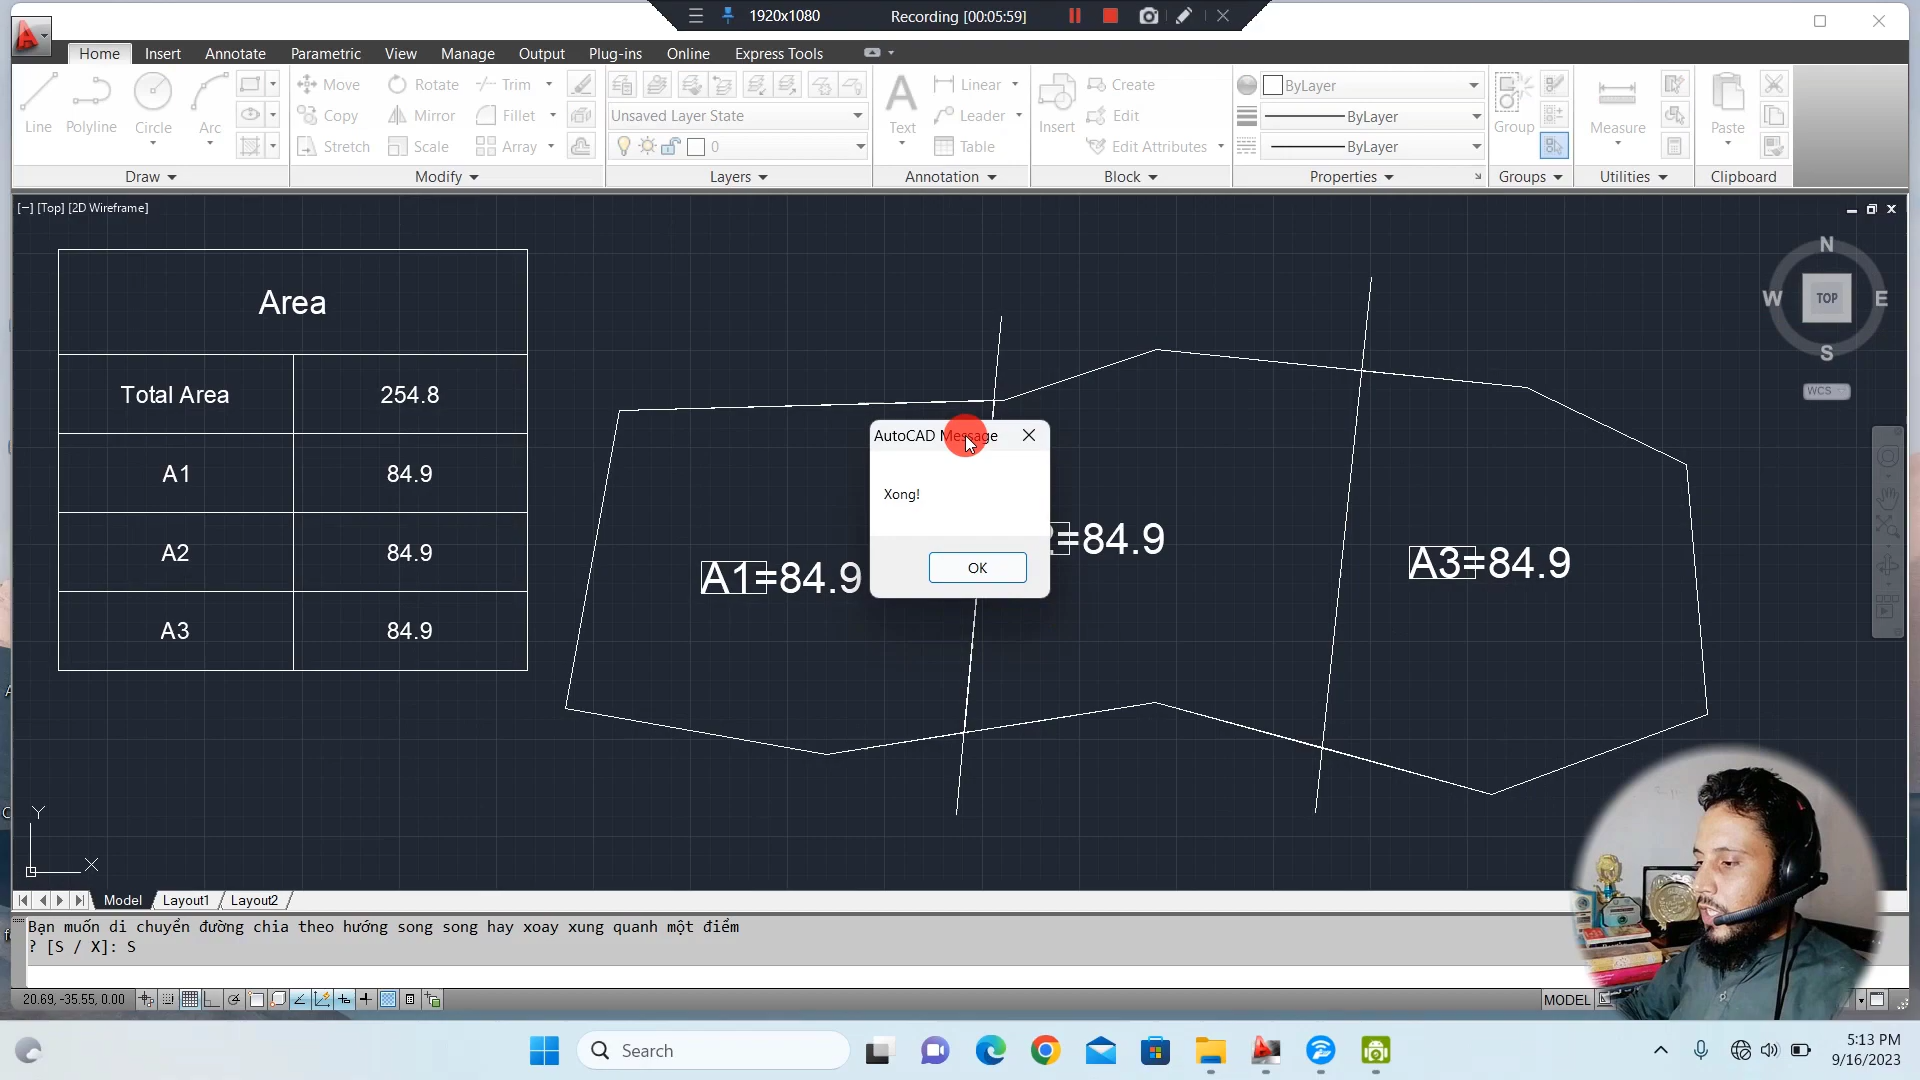 1920x1080
Recording [00:05:59]
Home Insert Annotate Parametric View Manage Output Plug-ins Online Express Tools
Line Polyline Circle Arc
Draw
Move Rotate Trim
Copy Mirror Fillet
Stretch Scale Array
Modify
Unsaved Layer State
0
Layers
Text
Linear
Leader
Table
Annotation
Insert
Create
Edit
Edit Attributes
Block
ByLayer
ByLayer
ByLayer
Properties
Group
Groups
Measure
Utilities
Paste
Clipboard
[−] [Top] [2D Wireframe]
Area
Total Area 254.8
A1 84.9
A2 84.9
A3 84.9
A1=84.9
=84.9
A3=84.9
AutoCAD Message
Xong!
OK
N
W TOP E
S
WCS
Y
X
Model Layout1 Layout2
Bạn muốn di chuyển đường chia theo hướng song song hay xoay xung quanh một điểm
? [S / X]: S
20.69, -35.55, 0.00
MODEL
Search
5:13 PM
9/16/2023